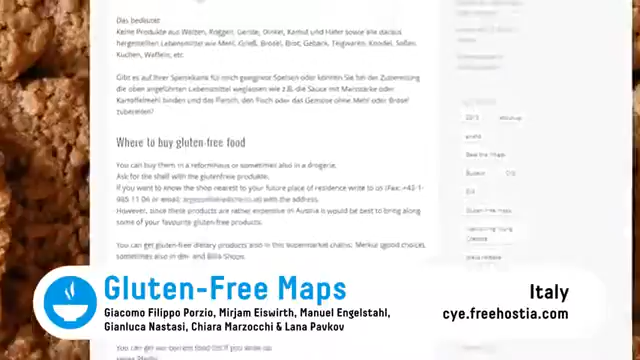 Das bedeutet
Keine Produkte aus Weizen, Roggen, Gerste, Dinkel, Kamut und Hafer sowie alle daraus
hergestellten Lebensmittel wie Mehl, Grieß, Brösel, Brot, Gebäck, Teigwaren, Knödel, Soßen,
Kuchen, Waffeln, etc.
Gibt es auf Ihrer Speisekarte für mich geeignete Speisen oder können Sie bei der Zubereitung
die oben angeführten Lebensmittel weglassen wie z.B. die Sauce mit Maisstärke oder
Kartoffelmehl binden und das Fleisch, den Fisch oder das Gemüse ohne Mehl oder Brösel
zubereiten?
Where to buy gluten-free food
You can buy them in a reformhaus or sometimes also in a drogerie.
Ask for the shelf with the glutenfreie produkte.
If you want to know the shop nearest to your future place of residence write to us (Fax: +43-1-
with the address.
However, since these products are rather expensive in Austria is would be best to bring along
some of your favourite gluten-free products.
You can get gluten-free dietary products also in this supermarket chains: Merkur (good choice),
sometimes also in dm- and Billa-Shops.
2015
Gluten-Free Maps
Giacomo Filippo Porzio, Mirjam Eiswirth, Manuel Engelstahl,
Gianluca Nastasi, Chiara Marzocchi & Lana Pavkov
Italy
cye.freehostia.com